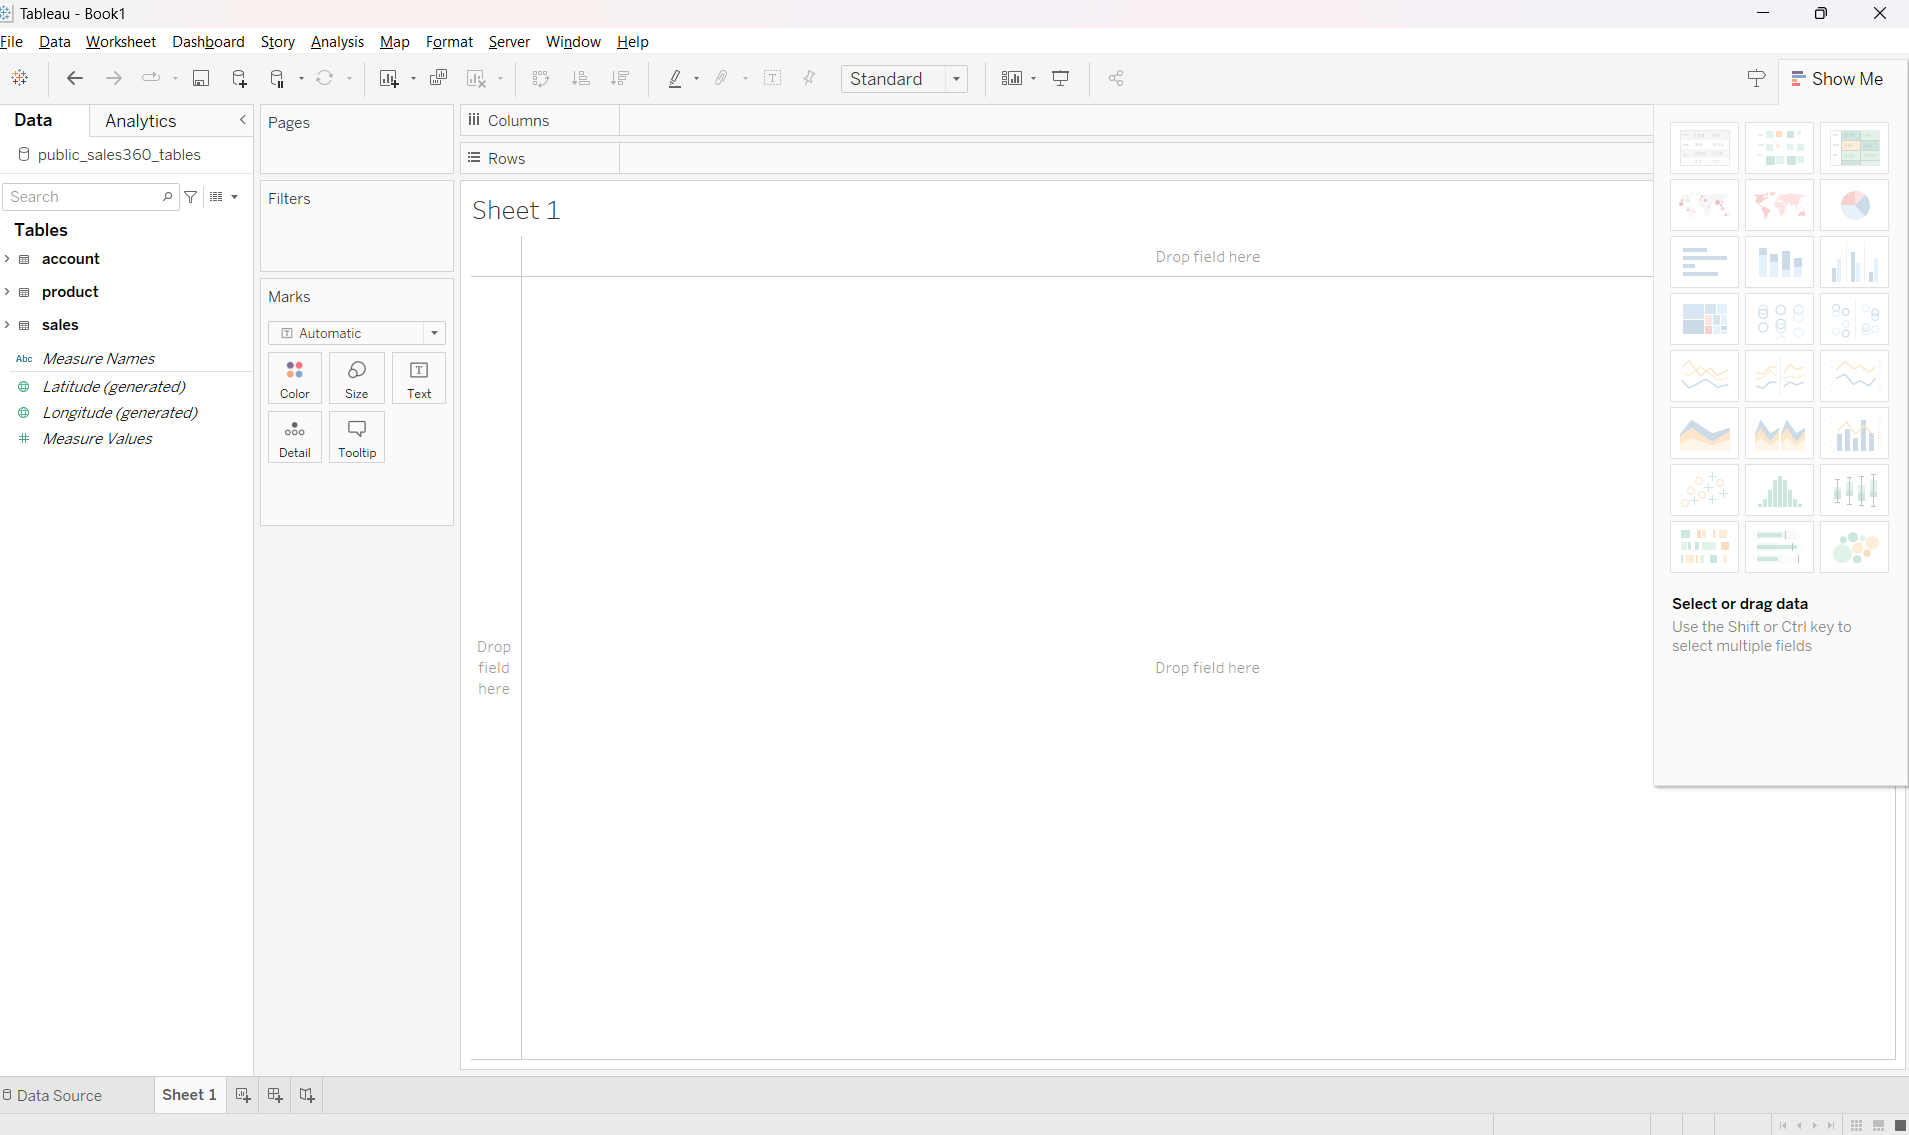 Tableau - Book1
File Data Worksheet Dashboard Story Analysis Map Format Server Window Help
Standard
Show Me
Data
Analytics
public_sales360_tables
Search
Tables
account
product
sales
Abc Measure Names
Latitude (generated)
Longitude (generated)
Measure Values
Pages
Filters
Marks
Automatic
Color
Size
Text
Detail
Tooltip
Columns
Rows
Sheet 1
Drop field here
Drop
field
here
Drop field here
Select or drag data
Use the Shift or Ctrl key to
select multiple fields
Data Source
Sheet 1